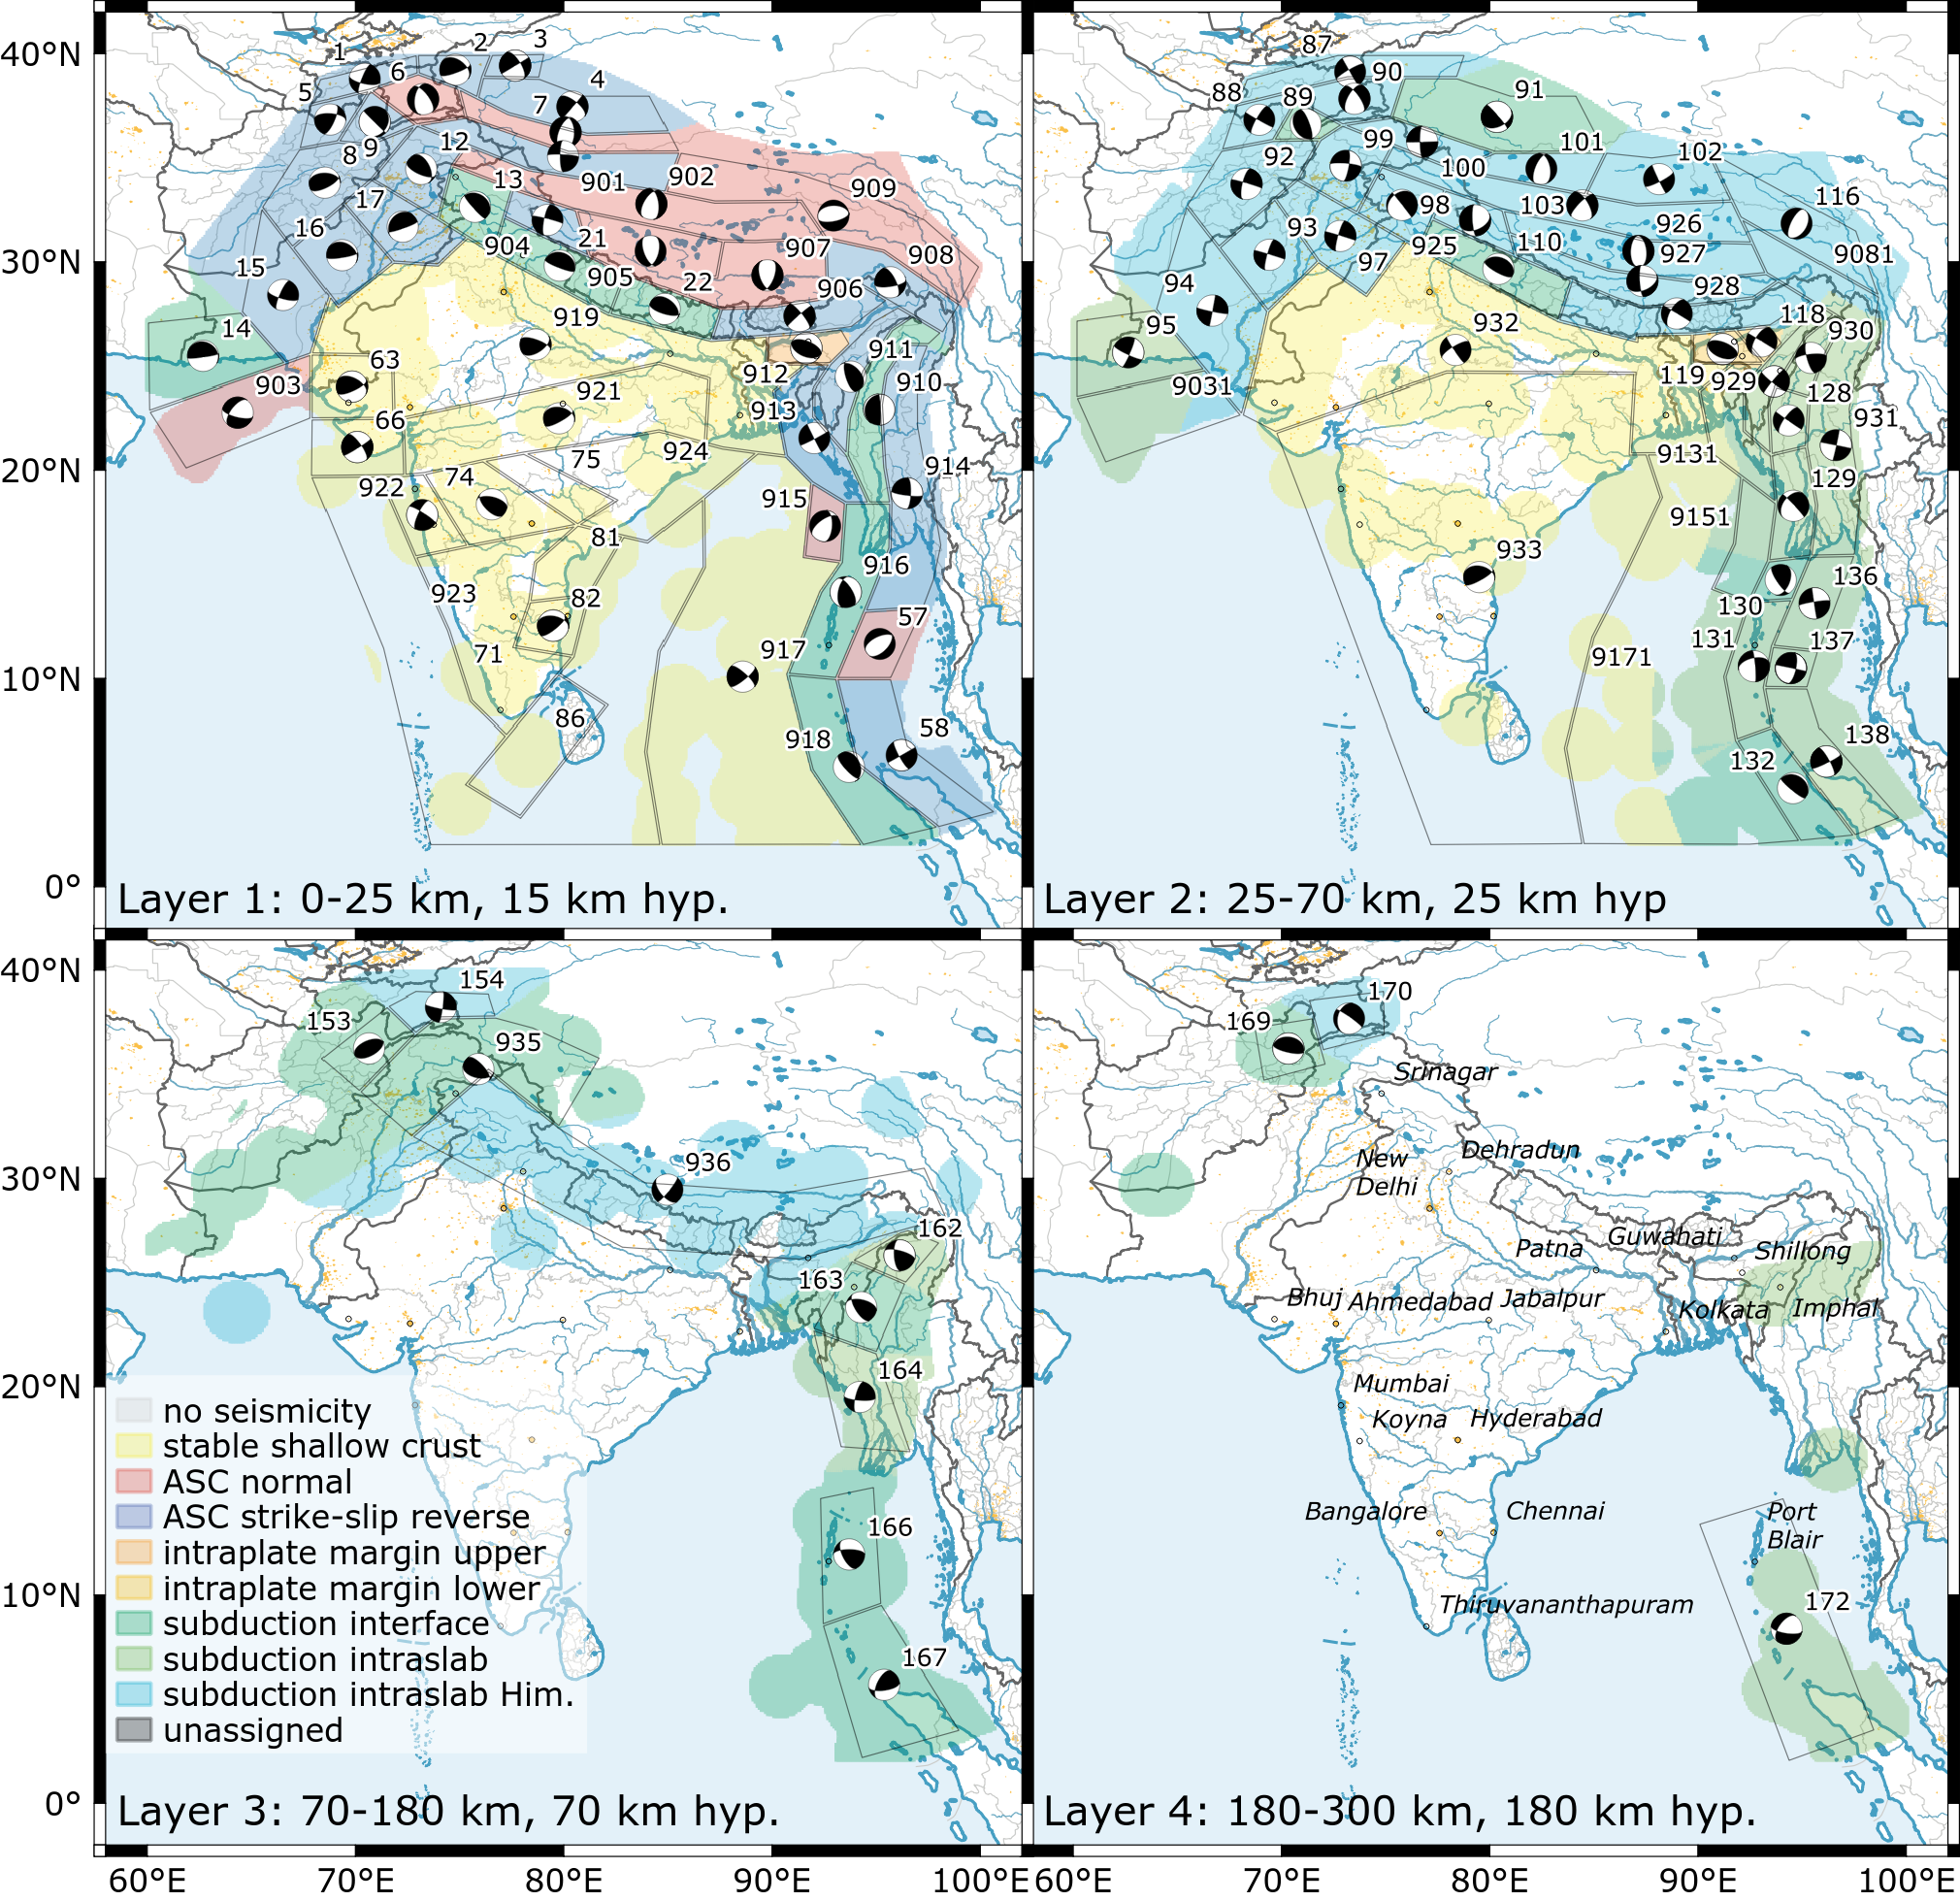 40°N
30°N
20°N
10°N
0°
1
2
3
4
5
6
7
8
9
12
13
14
15
16
17
21
22
57
58
63
66
71
74
75
81
82
86
901
902
903
904
905
906
907
908
909
910
911
912
913
914
915
916
917
918
919
921
922
923
924
Layer 1: 0-25 km, 15 km hyp.
87
88
89
90
91
92
93
94
95
97
98
99
100
101
102
103
110
116
118
119
128
129
130
131
132
136
137
138
925
926
927
928
929
930
931
932
933
9031
9081
9131
9151
9171
Layer 2: 25-70 km, 25 km hyp
40°N
30°N
20°N
10°N
0°
153
154
935
936
162
163
164
166
167
no seismicity
stable shallow crust
ASC normal
ASC strike-slip reverse
intraplate margin upper
intraplate margin lower
subduction interface
subduction intraslab
subduction intraslab Him.
unassigned
Layer 3: 70-180 km, 70 km hyp.
169
170
Srinagar
Dehradun
New
Delhi
Patna
Guwahati
Shillong
Bhuj
Ahmedabad
Jabalpur
Kolkata
Imphal
Mumbai
Koyna
Hyderabad
Bangalore
Chennai
Port
Blair
Thiruvananthapuram
172
Layer 4: 180-300 km, 180 km hyp.
60°E
70°E
80°E
90°E
100°E
60°E
70°E
80°E
90°E
100°E